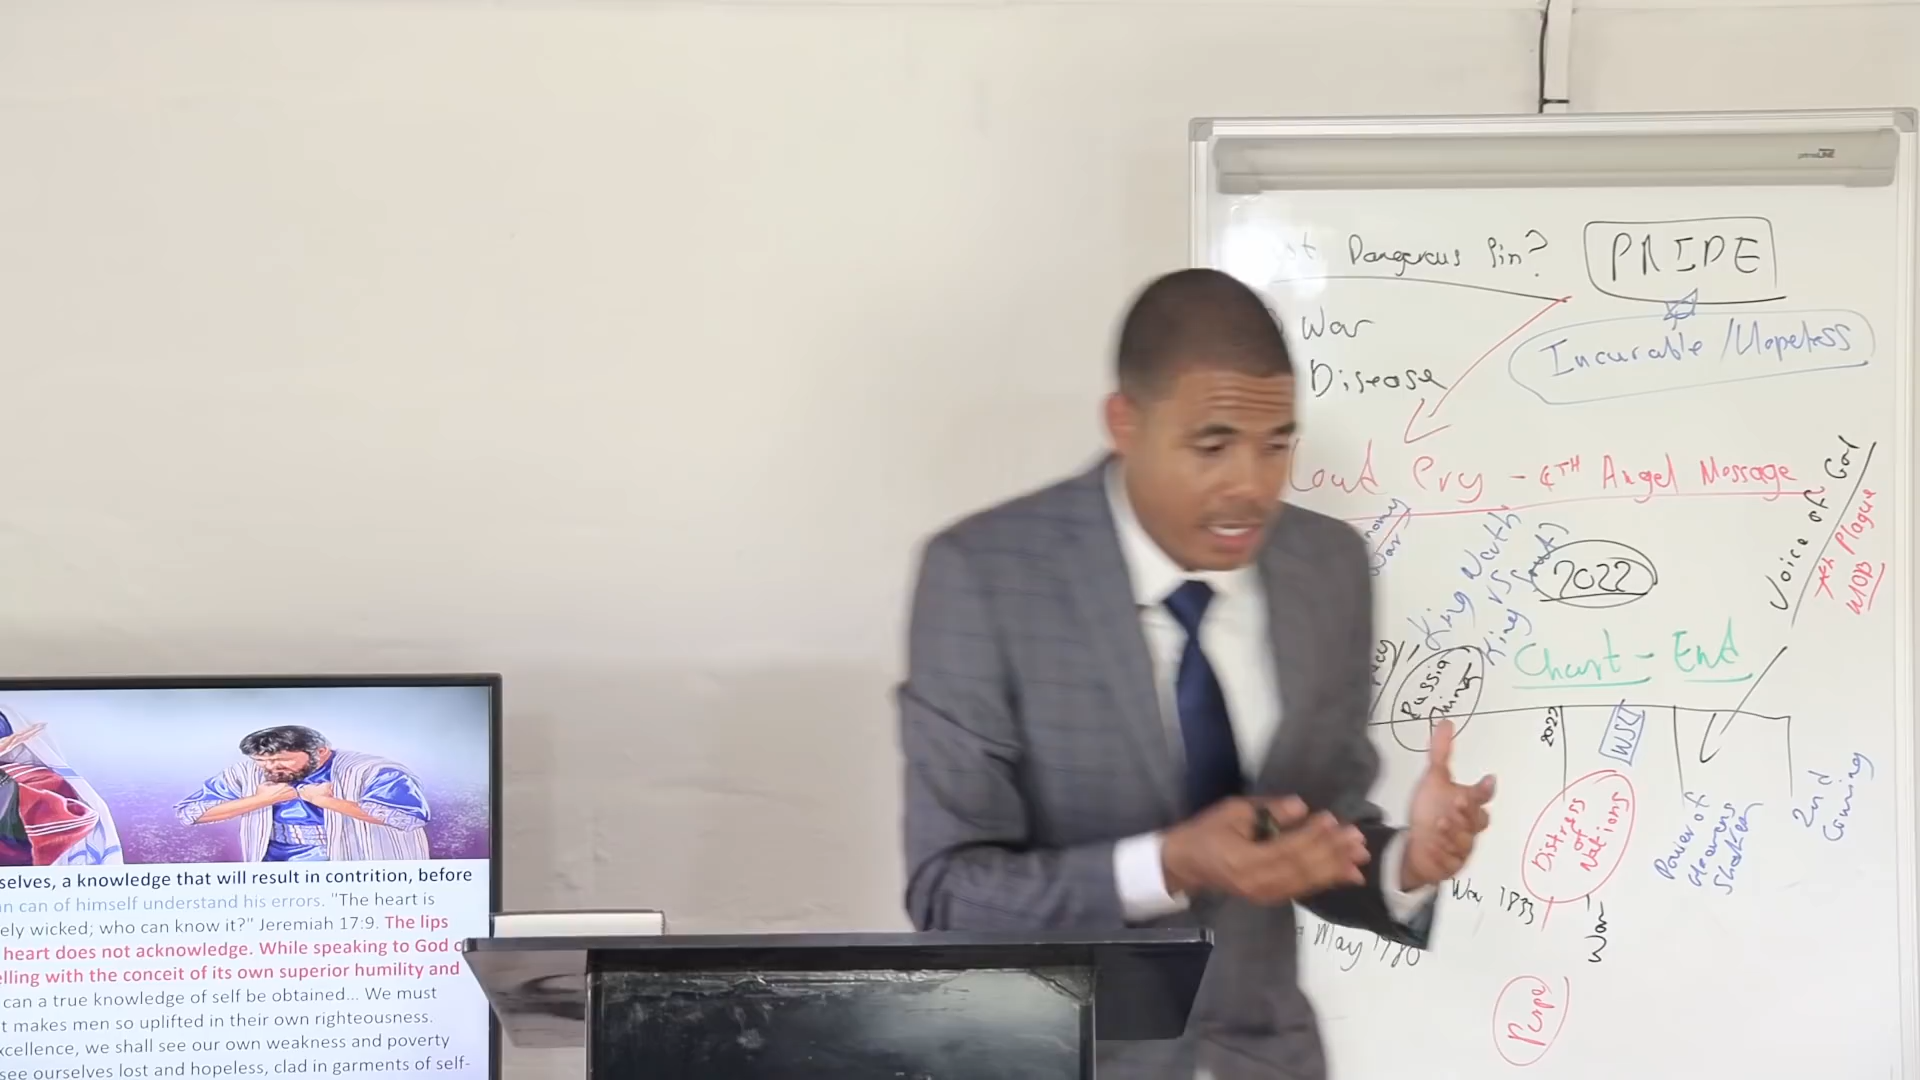 Dangerous Sin?
PRIDE
War
Incurable / Hopeless
Disease
Loud Cry - 4TH Angel Message
Voice of God
7th Plague
King North
vs
King South
2022
Chart - End
Russia
2022
Distress
of
Nations
Power of
Heavens
Shaken
2nd
Coming
War 1833
War
May 1780
selves, a knowledge that will result in contrition, before
n can of himself understand his errors. "The heart is
ely wicked; who can know it?" Jeremiah 17:9. The lips
heart does not acknowledge. While speaking to God
elling with the conceit of its own superior humility and
can a true knowledge of self be obtained... We must
t makes men so uplifted in their own righteousness.
xcellence, we shall see our own weakness and poverty
see ourselves lost and hopeless, clad in garments of self-